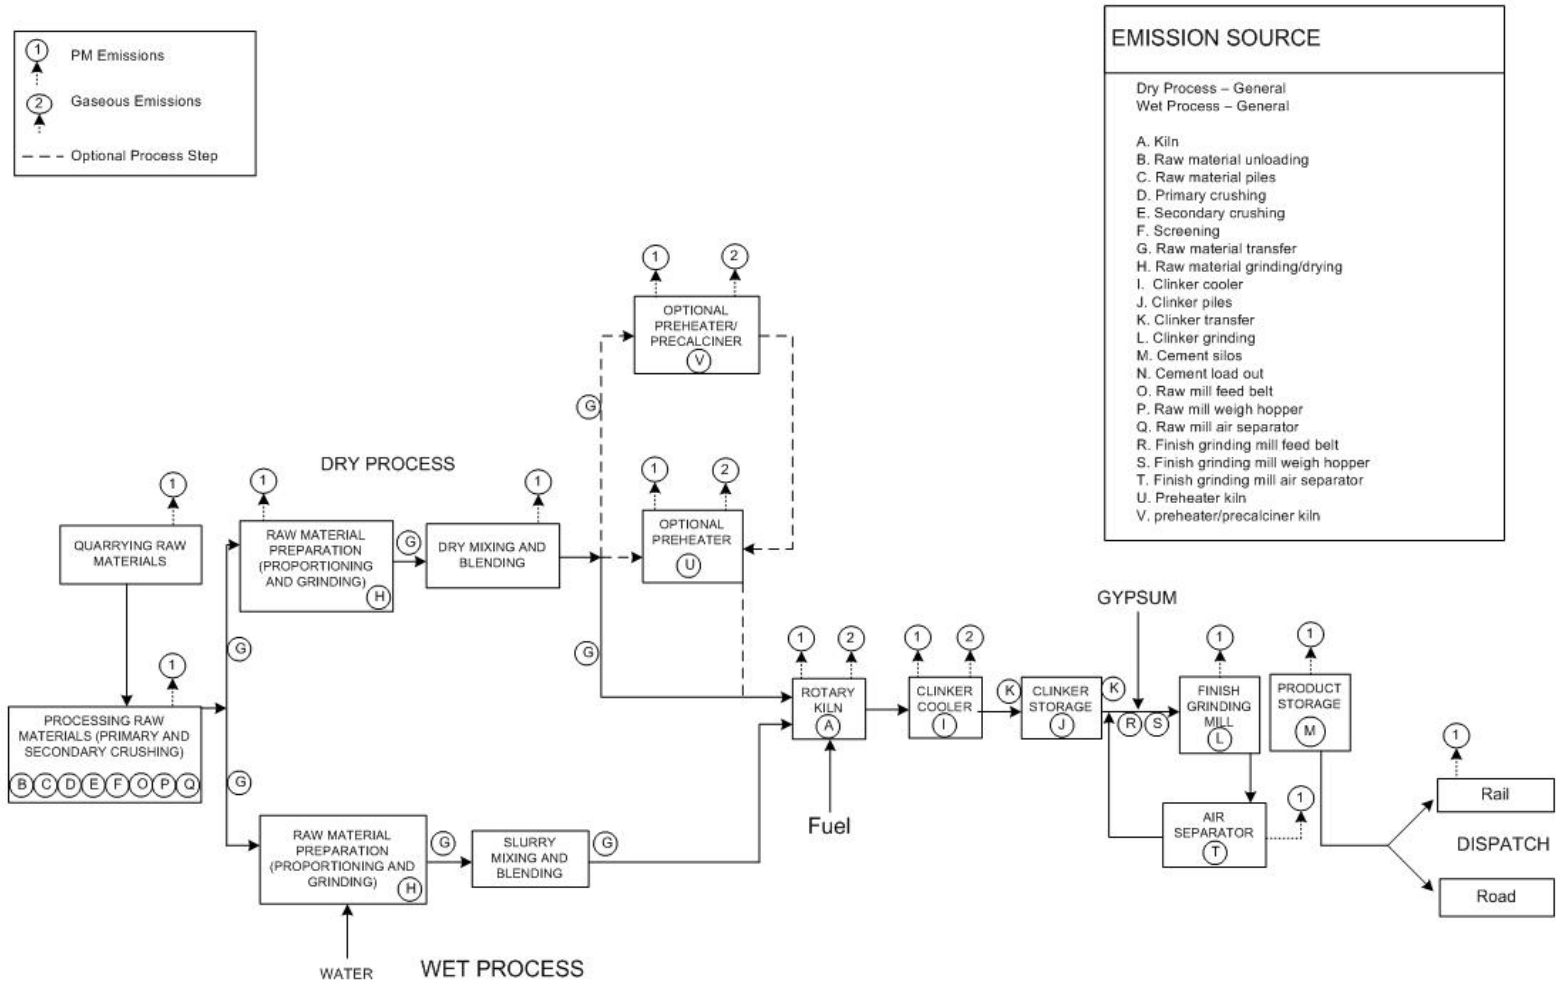 1
PM Emissions
2
Gaseous Emissions
Optional Process Step
EMISSION SOURCE
Dry Process – General
Wet Process – General
A. Kiln
B. Raw material unloading
C. Raw material piles
D. Primary crushing
E. Secondary crushing
F. Screening
G. Raw material transfer
H. Raw material grinding/drying
I. Clinker cooler
J. Clinker piles
K. Clinker transfer
L. Clinker grinding
M. Cement silos
N. Cement load out
O. Raw mill feed belt
P. Raw mill weigh hopper
Q. Raw mill air separator
R. Finish grinding mill feed belt
S. Finish grinding mill weigh hopper
T. Finish grinding mill air separator
U. Preheater kiln
V. preheater/precalciner kiln
1
2
OPTIONAL
PREHEATER/
PRECALCINER
V
G
DRY PROCESS
1
1
1
1
2
QUARRYING RAW
MATERIALS
RAW MATERIAL
PREPARATION
(PROPORTIONING
AND GRINDING)
H
G
DRY MIXING AND
BLENDING
OPTIONAL
PREHEATER
U
G
G
1
PROCESSING RAW
MATERIALS (PRIMARY AND
SECONDARY CRUSHING)
B C D E F O P Q
G
1
2
ROTARY
KILN
A
Fuel
1
2
CLINKER
COOLER
I
K
CLINKER
STORAGE
J
K
GYPSUM
R S
1
FINISH
GRINDING
MILL
L
1
PRODUCT
STORAGE
M
AIR
SEPARATOR
T
1
1
Rail
DISPATCH
Road
RAW MATERIAL
PREPARATION
(PROPORTIONING AND
GRINDING)
H
G
SLURRY
MIXING AND
BLENDING
G
WATER
WET PROCESS